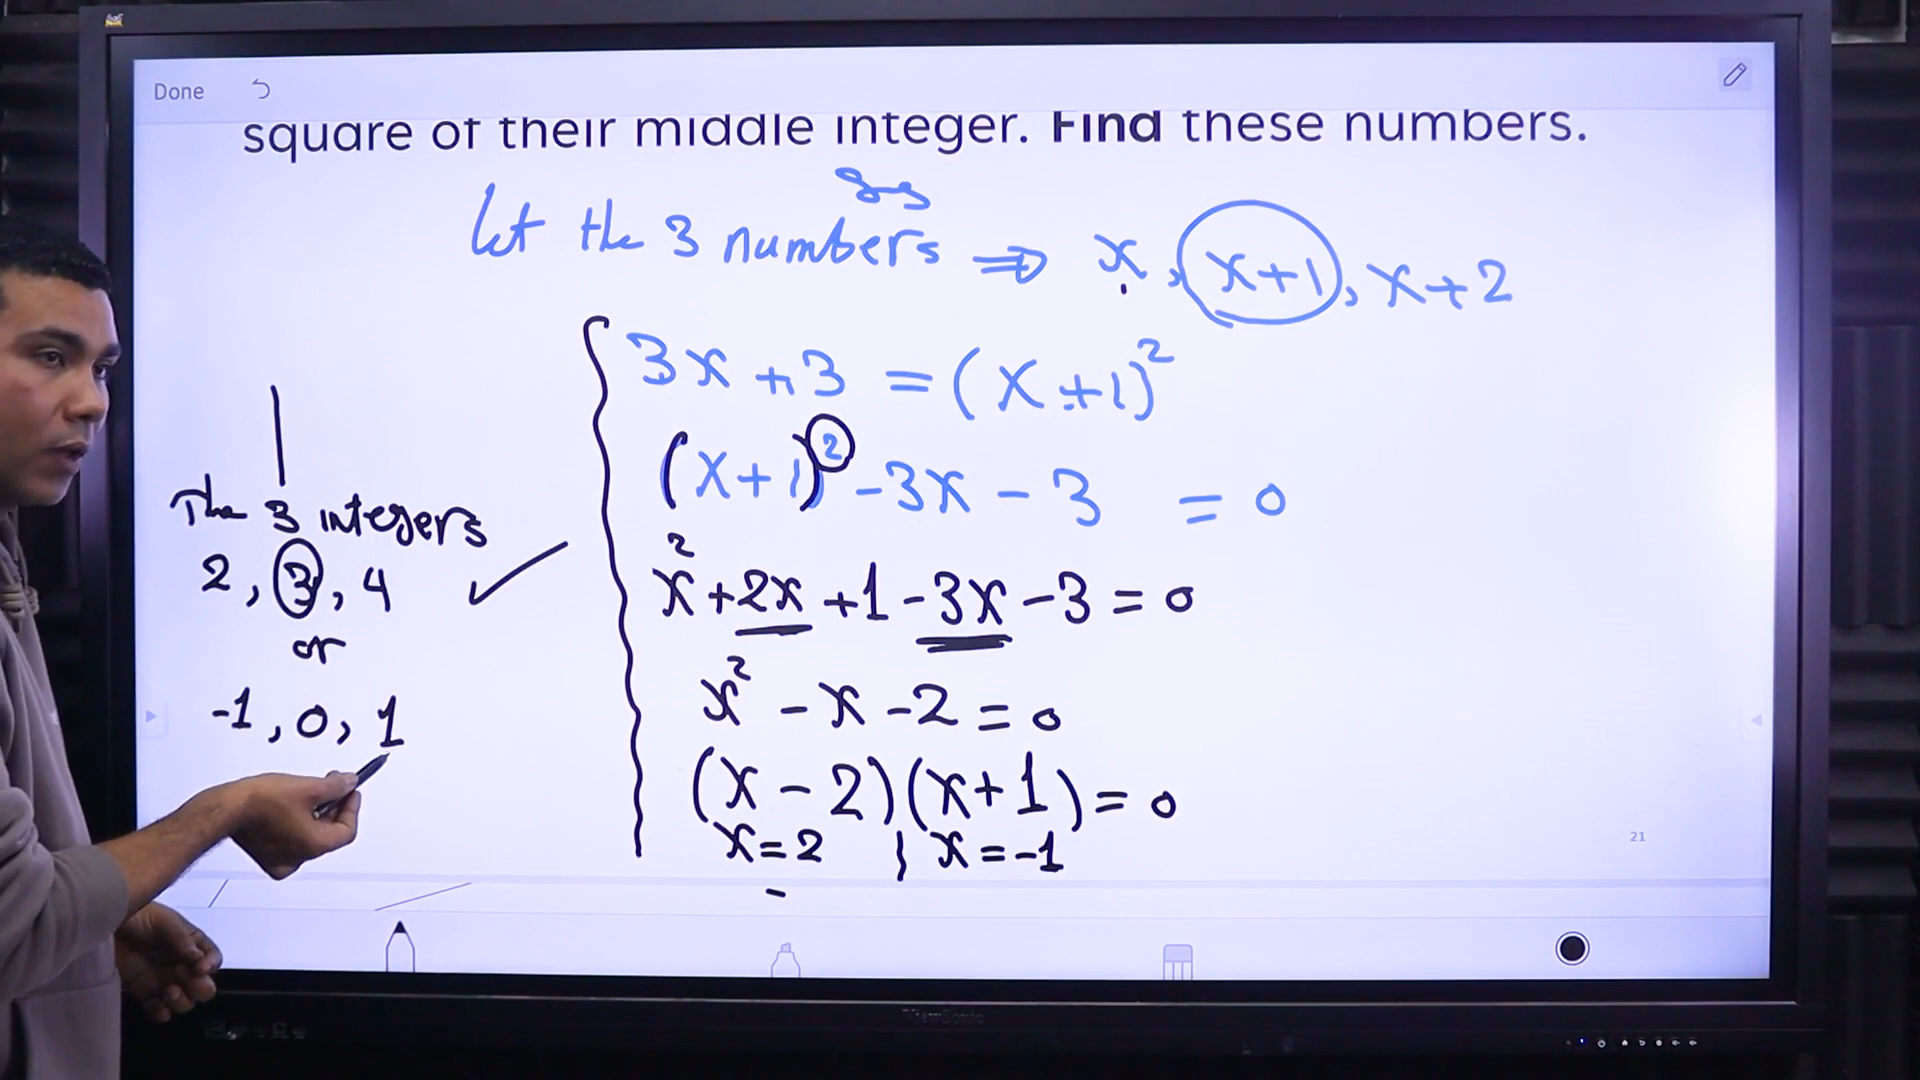 Done
square of their middle integer. Find these numbers.
let the 3 numbers ⇒ x, x+1, x+2
3x + 3 = (x+1)²
(x+1)² - 3x - 3 = 0
x² + 2x + 1 - 3x - 3 = 0
x² - x - 2 = 0
(x - 2)(x + 1) = 0
x = 2 | x = -1
The 3 integers
2, 3, 4
or
-1, 0, 1
21